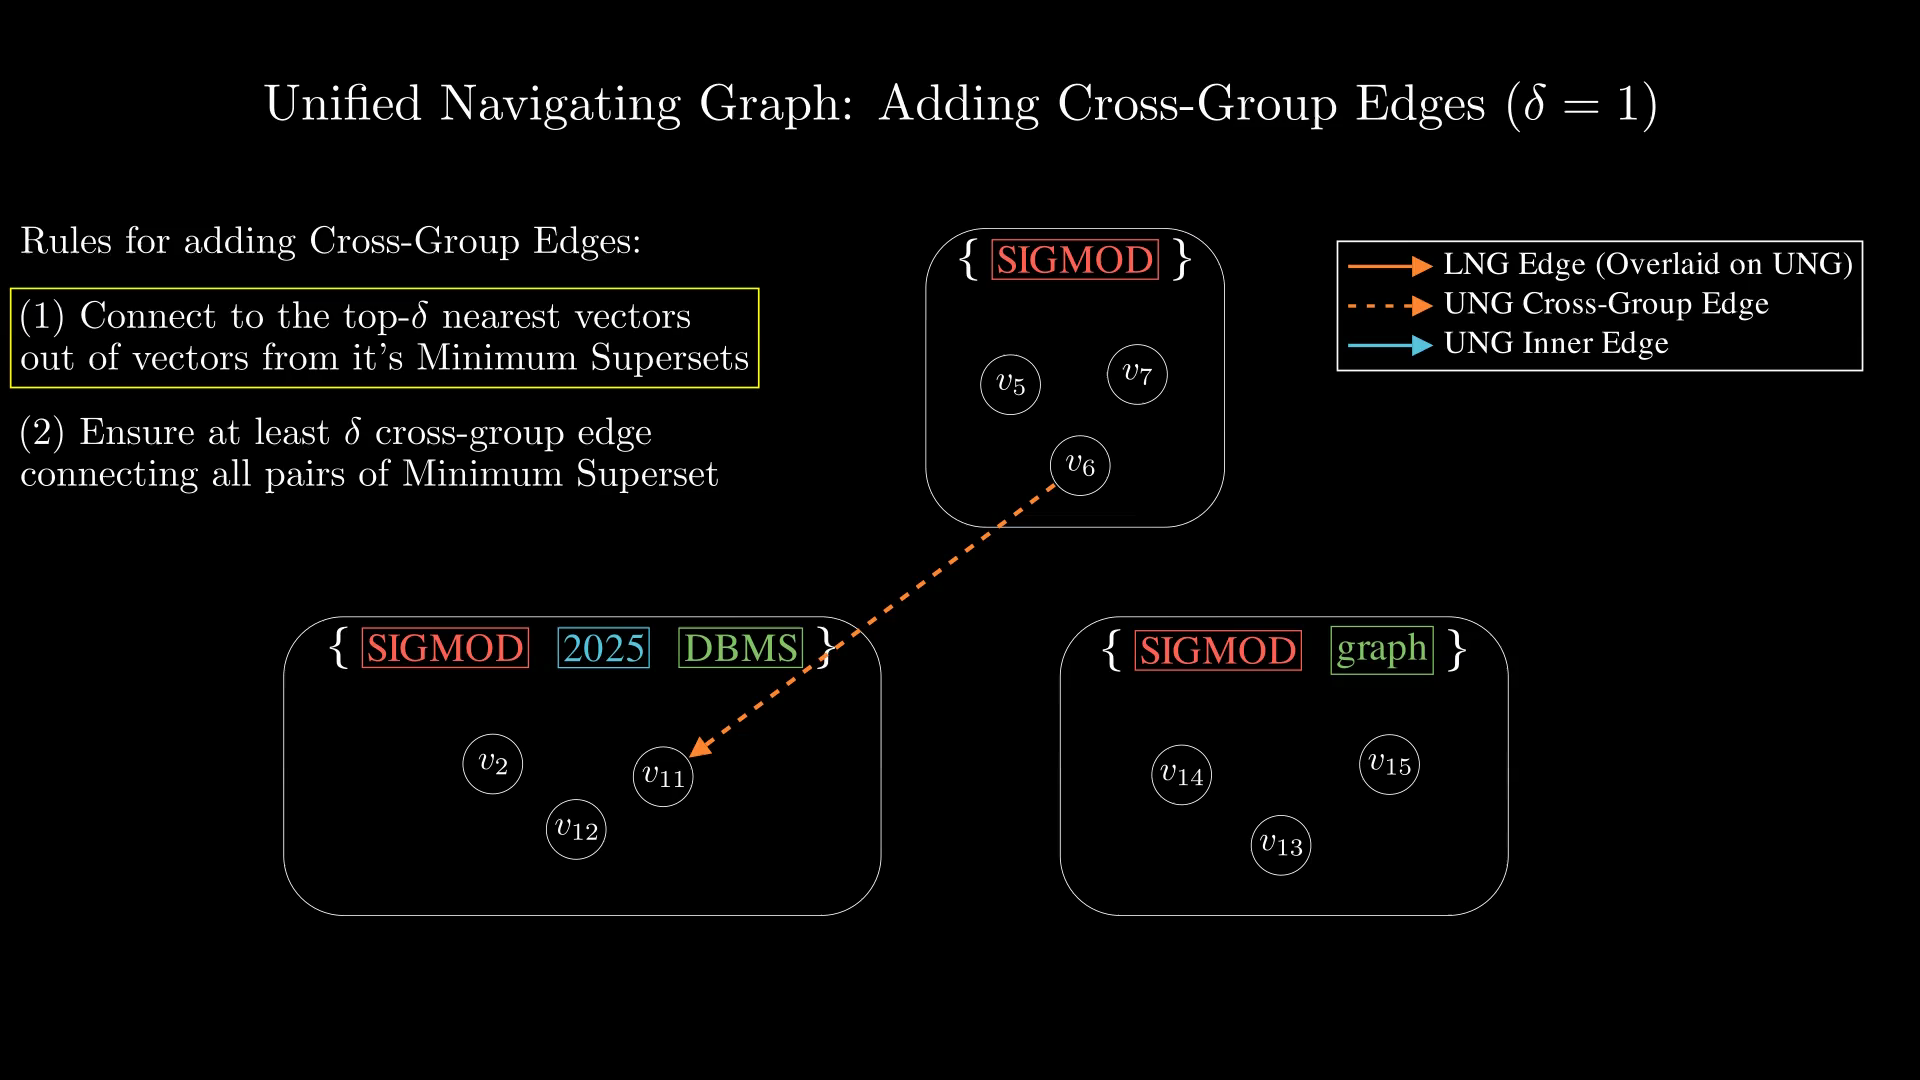 Unified Navigating Graph: Adding Cross-Group Edges (δ = 1)
Rules for adding Cross-Group Edges:
(1) Connect to the top-δ nearest vectors
out of vectors from it's Minimum Supersets
(2) Ensure at least δ cross-group edge
connecting all pairs of Minimum Superset
{ SIGMOD }
v5
v7
v6
LNG Edge (Overlaid on UNG)
UNG Cross-Group Edge
UNG Inner Edge
{ SIGMOD 2025 DBMS }
v2
v11
v12
{ SIGMOD graph }
v14
v15
v13